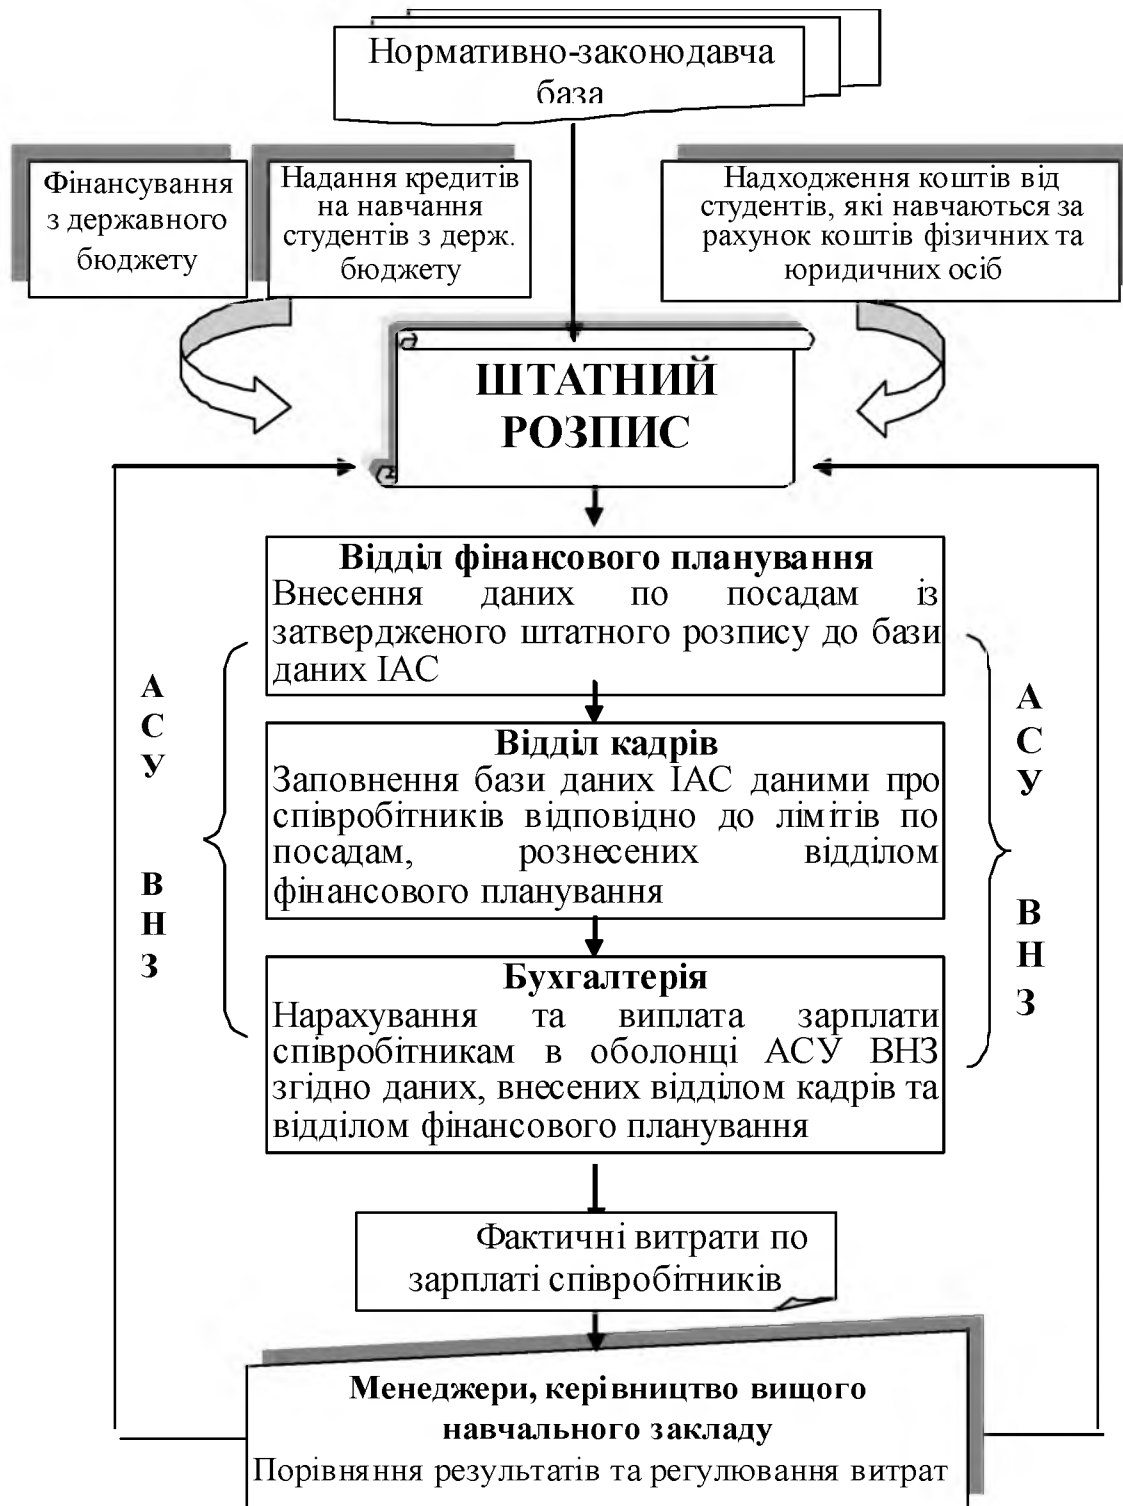 Нормативно-законодавча
база
Фінансування
з державного
бюджету
Надання кредитів
на навчання
студентів з держ.
бюджету
Надходження коштів від
студентів, які навчаються за
рахунок коштів фізичних та
юридичних осіб
ШТАТНИЙ
РОЗПИС
Відділ фінансового планування
Внесення даних по посадам із
затвердженого штатного розпису до бази
даних ІАС
Відділ кадрів
Заповнення бази даних ІАС даними про
співробітників відповідно до лімітів по
посадам, рознесених відділом
фінансового планування
Бухгалтерія
Нарахування та виплата зарплати
співробітникам в оболонці АСУ ВНЗ
згідно даних, внесених відділом кадрів та
відділом фінансового планування
А
С
У
В
Н
З
А
С
У
В
Н
З
Фактичні витрати по
зарплаті співробітників
Менеджери, керівництво вищого
навчального закладу
Порівняння результатів та регулювання витрат